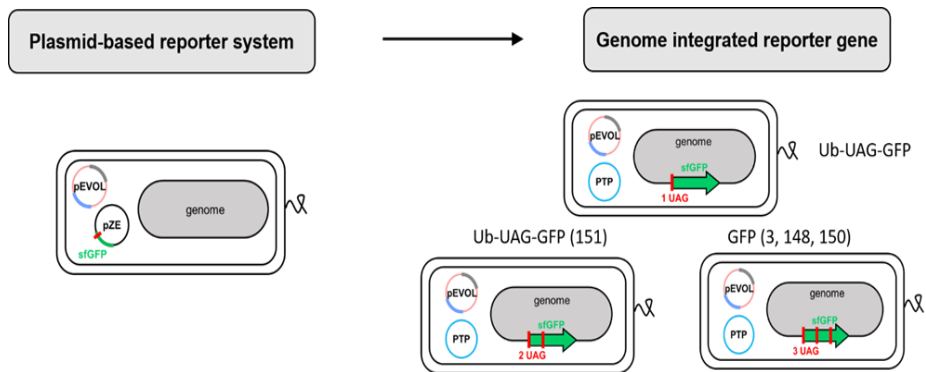 Plasmid-based reporter system
Genome integrated reporter gene
pEVOL
pZE
sfGFP
genome
pEVOL
PTP
genome
sfGFP
1 UAG
Ub-UAG-GFP
Ub-UAG-GFP (151)
pEVOL
PTP
genome
sfGFP
2 UAG
GFP (3, 148, 150)
pEVOL
PTP
genome
sfGFP
3 UAG